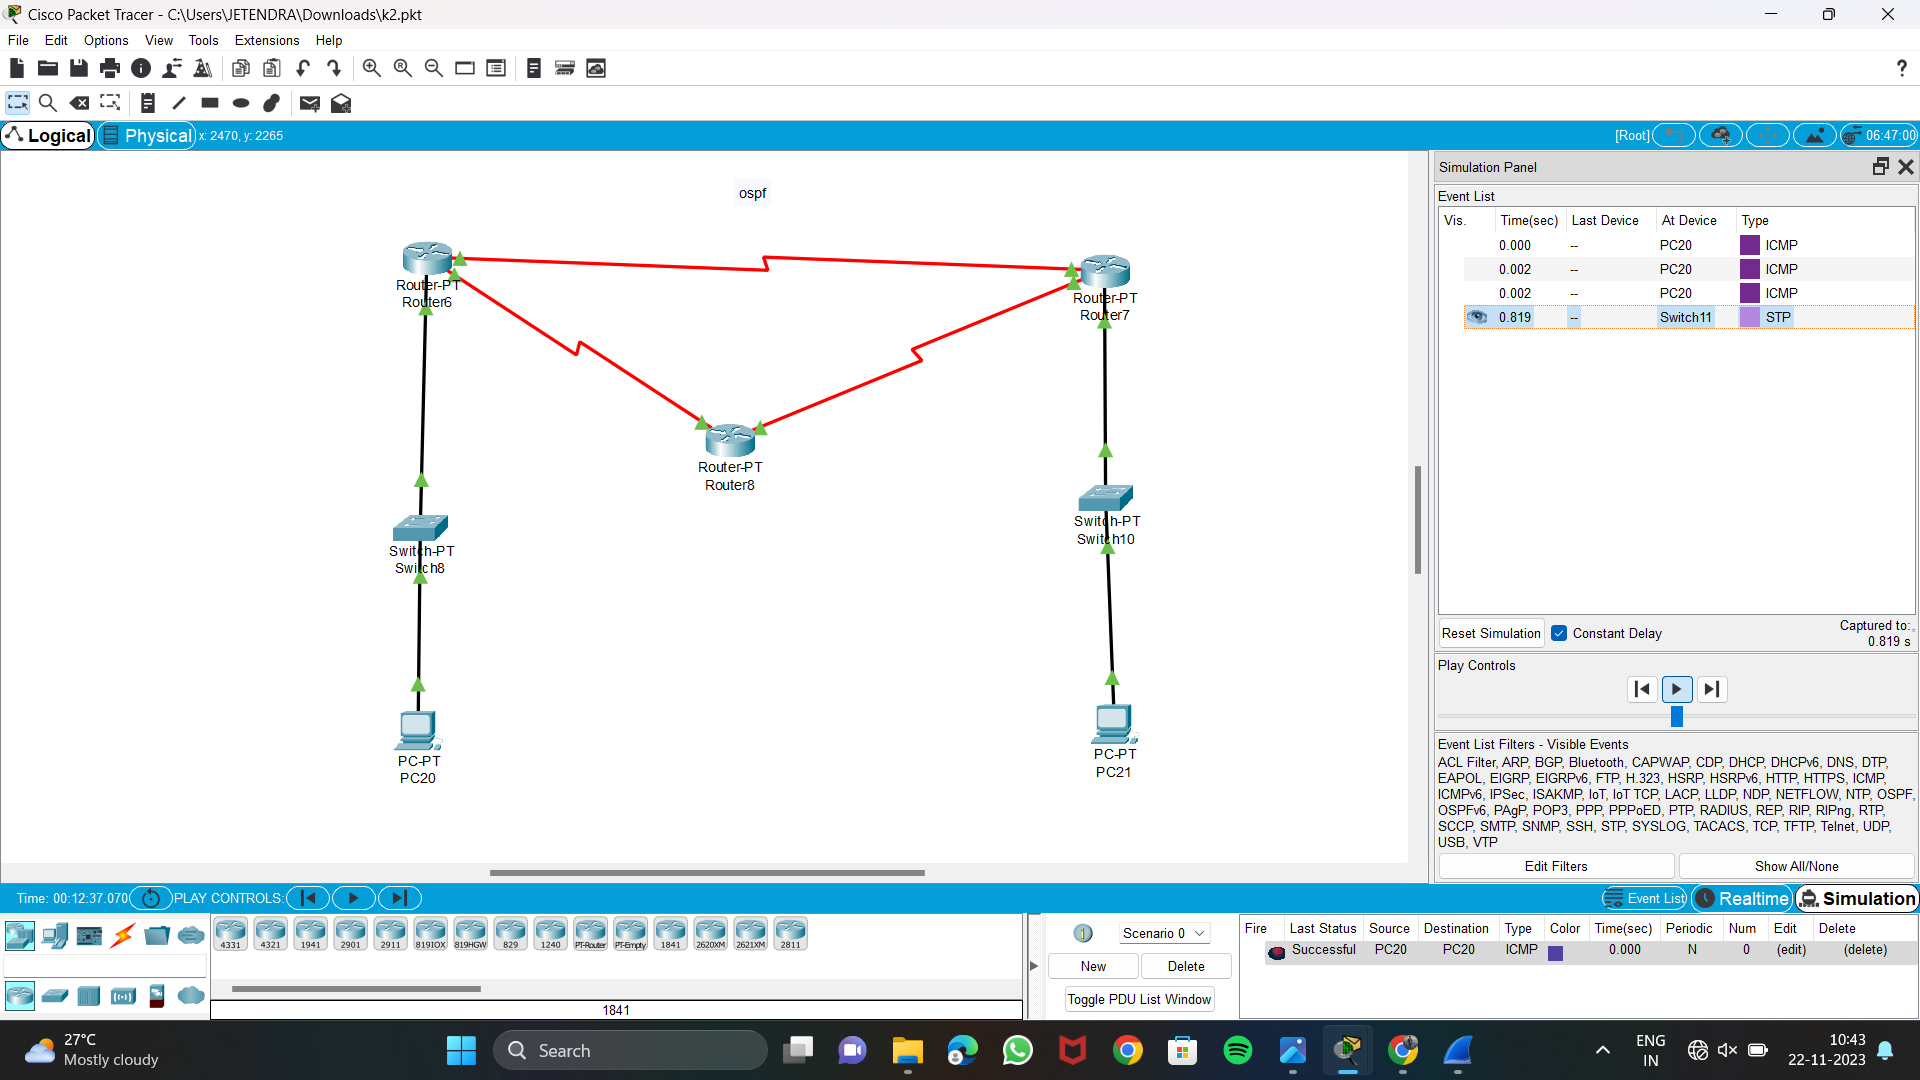 Cisco Packet Tracer - C:\Users\JETENDRA\Downloads\k2.pkt
File Edit Options View Tools Extensions Help
?
Logical Physical x: 2470, y: 2265 [Root] 06:47:00
ospf
Router-PT
Router6
Router-PT
Router7
Router-PT
Router8
Switch-PT
Switch8
Switch-PT
Switch10
PC-PT
PC20
PC-PT
PC21
Simulation Panel
Event List
Vis. Time(sec) Last Device At Device Type
0.000 -- PC20 ICMP
0.002 -- PC20 ICMP
0.002 -- PC20 ICMP
0.819 -- Switch11 STP
Reset Simulation Constant Delay Captured to:
0.819 s
Play Controls
Event List Filters - Visible Events
ACL Filter, ARP, BGP, Bluetooth, CAPWAP, CDP, DHCP, DHCPv6, DNS, DTP,
EAPOL, EIGRP, EIGRPv6, FTP, H.323, HSRP, HSRPv6, HTTP, HTTPS, ICMP,
ICMPv6, IPSec, ISAKMP, IoT, IoT TCP, LACP, LLDP, NDP, NETFLOW, NTP, OSPF,
OSPFv6, PAgP, POP3, PPP, PPPoED, PTP, RADIUS, REP, RIP, RIPng, RTP,
SCCP, SMTP, SNMP, SSH, STP, SYSLOG, TACACS, TCP, TFTP, Telnet, UDP,
USB, VTP
Edit Filters Show All/None
Time: 00:12:37.070 PLAY CONTROLS: Event List Realtime Simulation
4331 4321 1941 2901 2911 819IOX 819HGW 829 1240 PT-Router PT-Empty 1841 2620XM 2621XM 2811
1841
1 Scenario 0
New Delete
Toggle PDU List Window
Fire Last Status Source Destination Type Color Time(sec) Periodic Num Edit Delete
Successful PC20 PC20 ICMP 0.000 N 0 (edit) (delete)
27°C
Mostly cloudy
Search
ENG
IN
10:43
22-11-2023